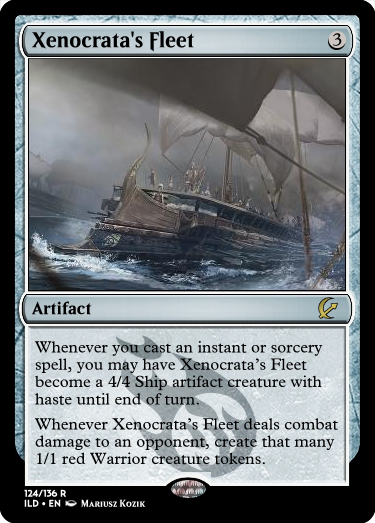 Xenocrata's Fleet 3
Artifact
Whenever you cast an instant or sorcery
spell, you may have Xenocrata's Fleet
become a 4/4 Ship artifact creature with
haste until end of turn.
Whenever Xenocrata's Fleet deals combat
damage to an opponent, create that many
1/1 red Warrior creature tokens.
124/136 R
ILD • EN Mariusz Kozik